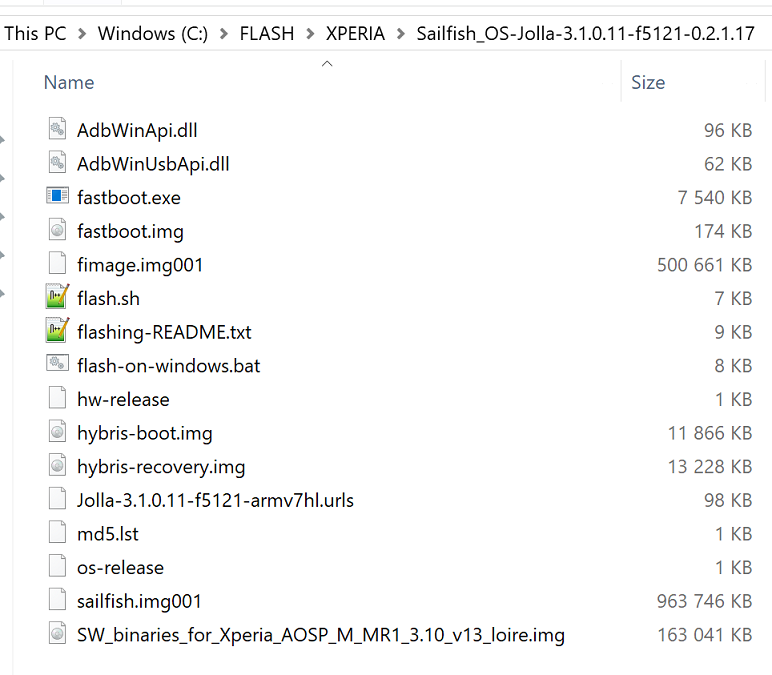 This PC > Windows (C:) > FLASH > XPERIA > Sailfish_OS-Jolla-3.1.0.11-f5121-0.2.1.17
Name Size
AdbWinApi.dll 96 KB
AdbWinUsbApi.dll 62 KB
fastboot.exe 7 540 KB
fastboot.img 174 KB
fimage.img001 500 661 KB
flash.sh 7 KB
flashing-README.txt 9 KB
flash-on-windows.bat 8 KB
hw-release 1 KB
hybris-boot.img 11 866 KB
hybris-recovery.img 13 228 KB
Jolla-3.1.0.11-f5121-armv7hl.urls 98 KB
md5.lst 1 KB
os-release 1 KB
sailfish.img001 963 746 KB
SW_binaries_for_Xperia_AOSP_M_MR1_3.10_v13_loire.img 163 041 KB